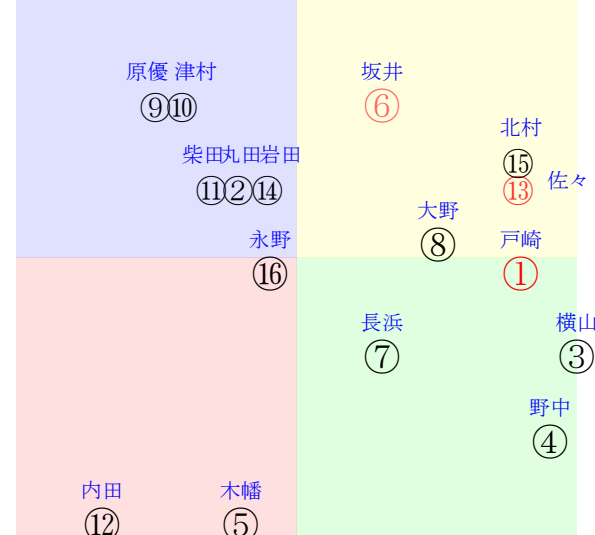 原優 津村 坂井
⑨⑩ ⑥
北村
柴田丸田岩田 ⑮
⑪②⑭ ⑬ 佐々
大野
永野 ⑧ 戸崎
⑯ ①
長浜 横山
⑦ ③
野中
④
内田 木幡
⑫ ⑤